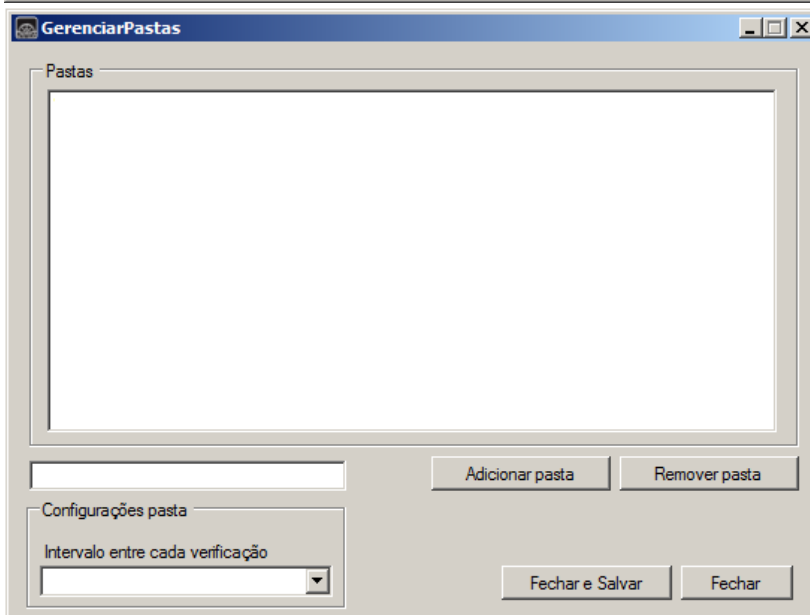 GerenciarPastas
Pastas
Adicionar pasta
Remover pasta
Configurações pasta
Intervalo entre cada verificação
Fechar e Salvar
Fechar